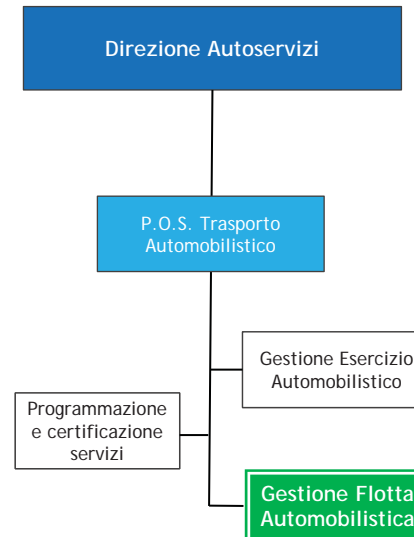 Direzione Autoservizi
P.O.S. Trasporto
Automobilistico
Gestione Esercizio
Automobilistico
Programmazione
e certificazione
servizi
Gestione Flotta
Automobilistica